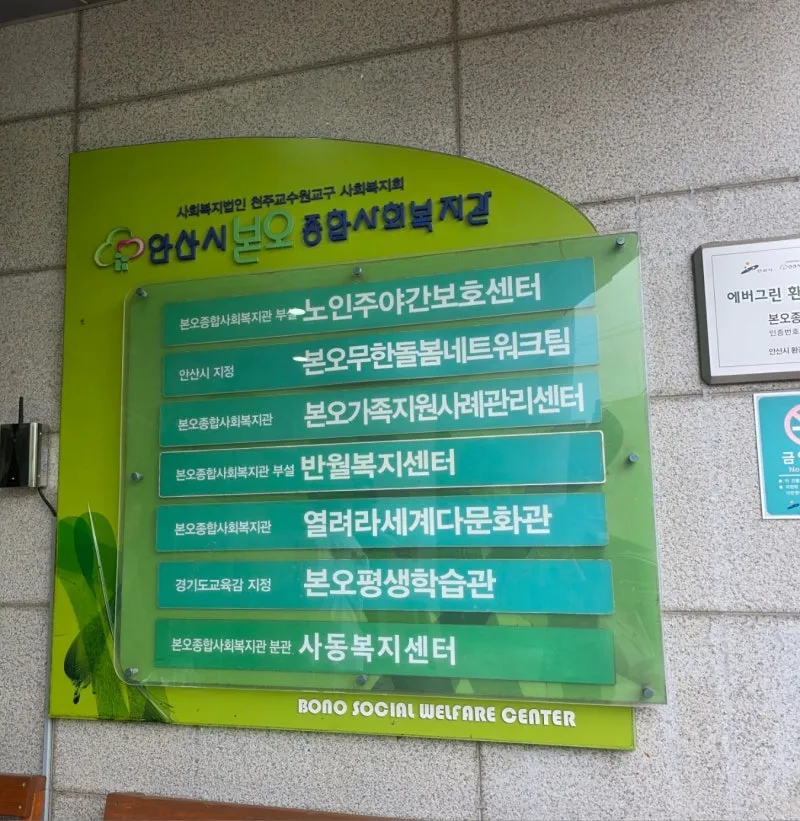 사회복지법인 천주교수원교구 사회복지회
안산시 본오 종합사회복지관
본오종합사회복지관 부설 노인주야간보호센터
안산시 지정 본오무한돌봄네트워크팀
본오종합사회복지관 본오가족지원사례관리센터
본오종합사회복지관 부설 반월복지센터
본오종합사회복지관 열려라세계다문화관
경기도교육감 지정 본오평생학습관
본오종합사회복지관 분관 사동복지센터
BONO SOCIAL WELFARE CENTER
에버그린 환
본오종
인증번호
안산시 환
금
No